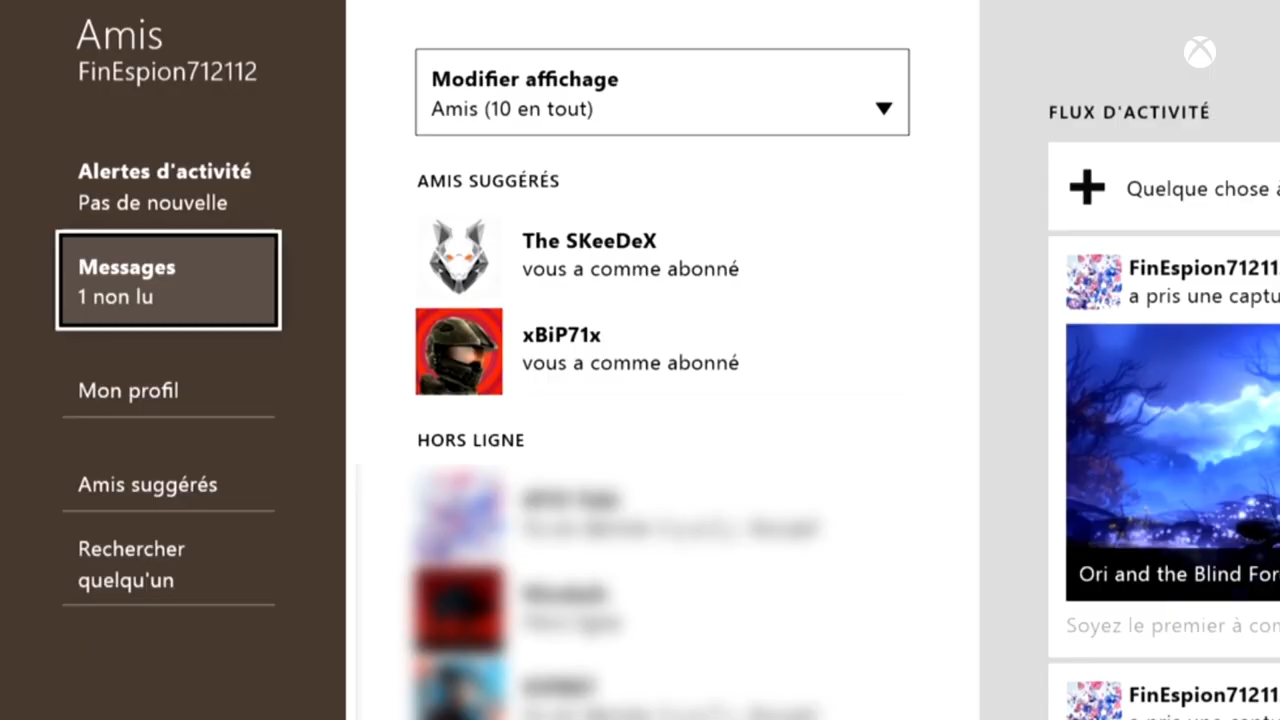 Amis
FinEspion712112
Alertes d'activité
Pas de nouvelle
Messages
1 non lu
Mon profil
Amis suggérés
Rechercher
quelqu'un
Modifier affichage
Amis (10 en tout)
AMIS SUGGÉRÉS
The SKeeDeX
vous a comme abonné
xBiP71x
vous a comme abonné
HORS LIGNE
FLUX D'ACTIVITÉ
Quelque chose à
FinEspion71211
a pris une captu
Ori and the Blind For
Soyez le premier à con
FinEspion71211